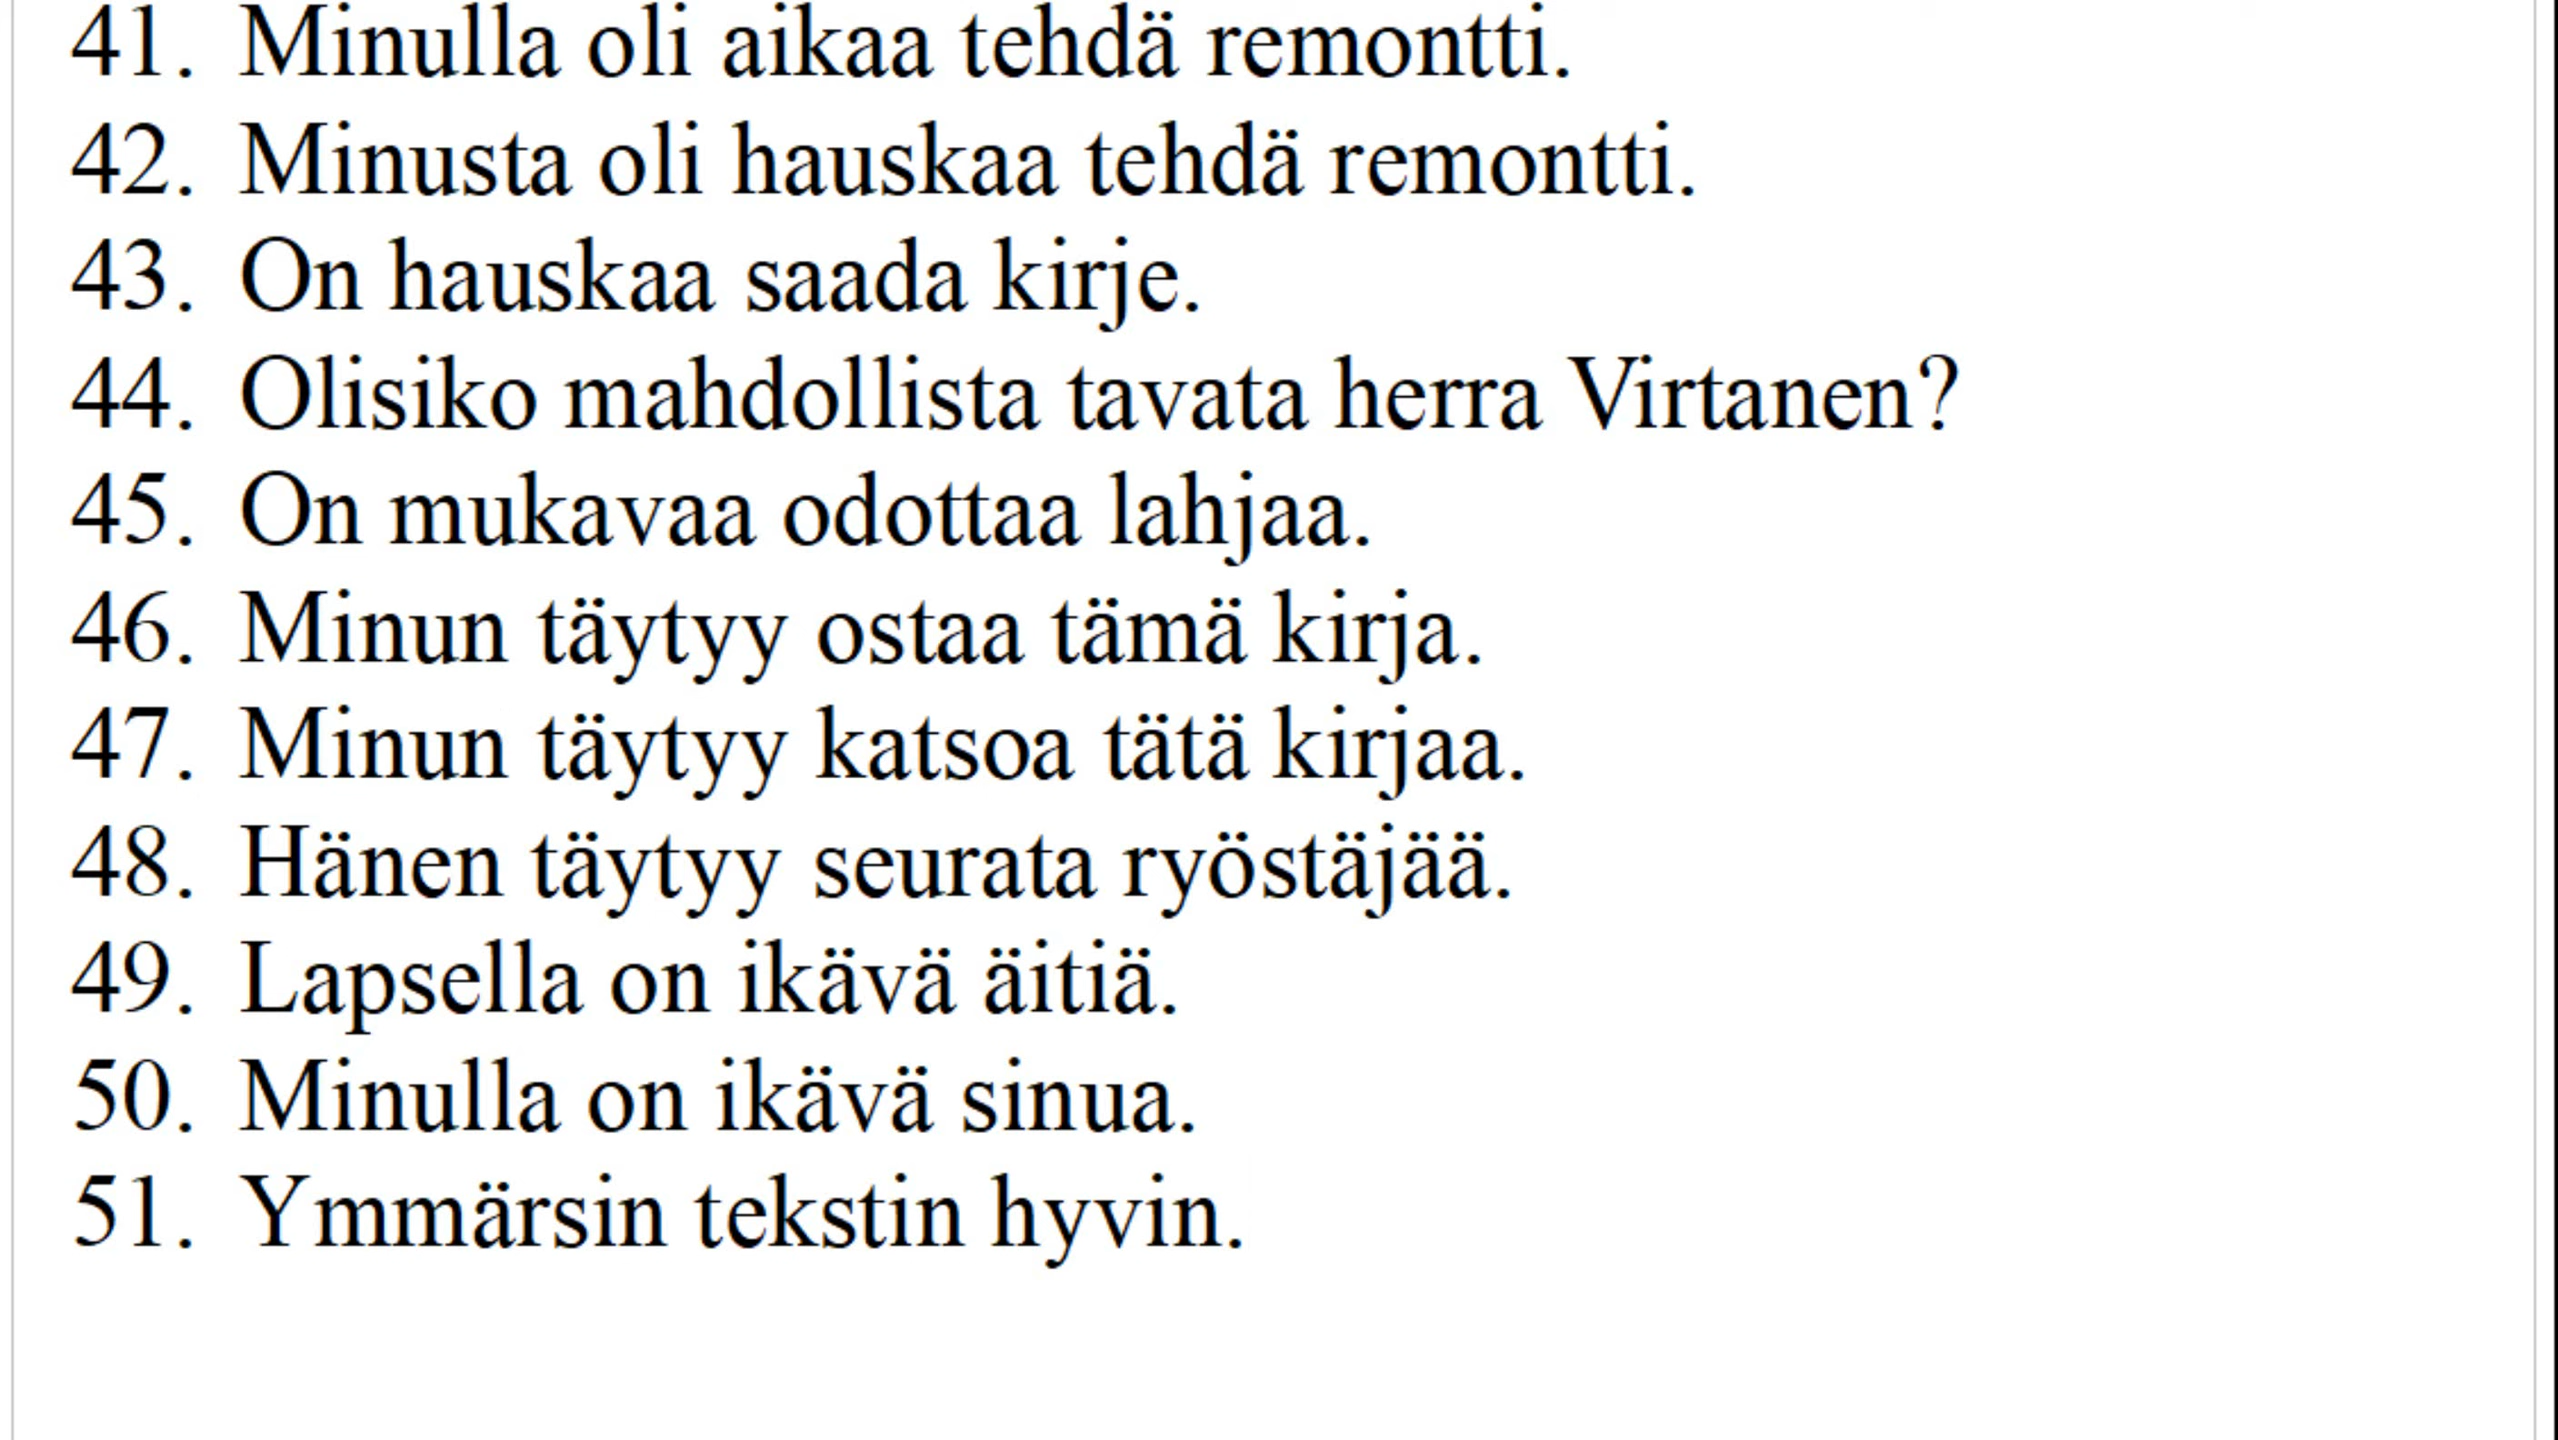 41. Minulla oli aikaa tehdä remontti.
42. Minusta oli hauskaa tehdä remontti.
43. On hauskaa saada kirje.
44. Olisiko mahdollista tavata herra Virtanen?
45. On mukavaa odottaa lahjaa.
46. Minun täytyy ostaa tämä kirja.
47. Minun täytyy katsoa tätä kirjaa.
48. Hänen täytyy seurata ryöstäjää.
49. Lapsella on ikävä äitiä.
50. Minulla on ikävä sinua.
51. Ymmärsin tekstin hyvin.